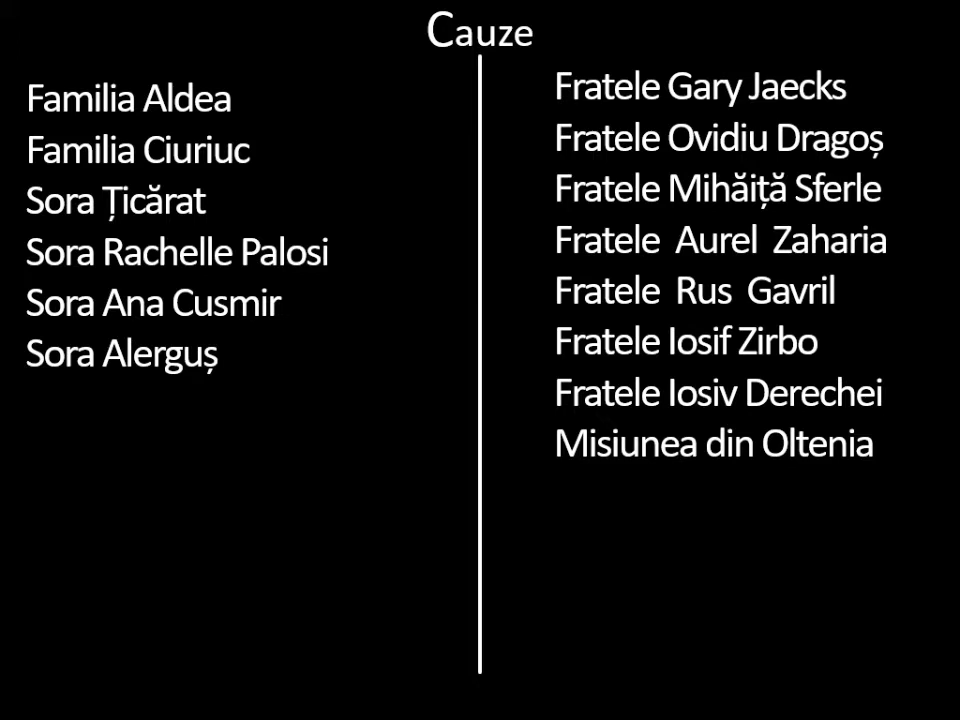 Cauze
Familia Aldea
Familia Ciuriuc
Sora Țicărat
Sora Rachelle Palosi
Sora Ana Cusmir
Sora Alerguș
Fratele Gary Jaecks
Fratele Ovidiu Dragoș
Fratele Mihăiță Sferle
Fratele Aurel Zaharia
Fratele Rus Gavril
Fratele Iosif Zirbo
Fratele Iosiv Derechei
Misiunea din Oltenia